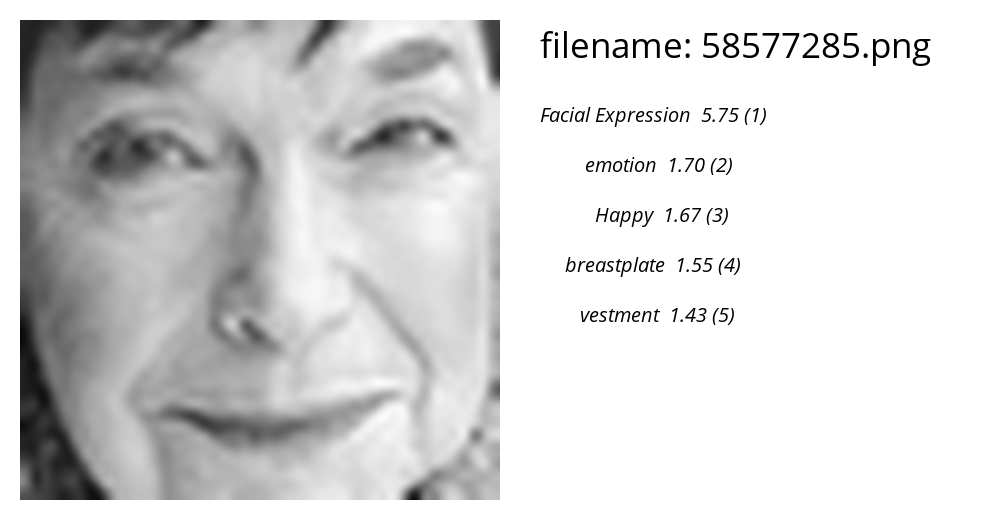 filename: 58577285.png
Facial Expression 5.75 (1)
emotion 1.70 (2)
Happy 1.67 (3)
breastplate 1.55 (4)
vestment 1.43 (5)